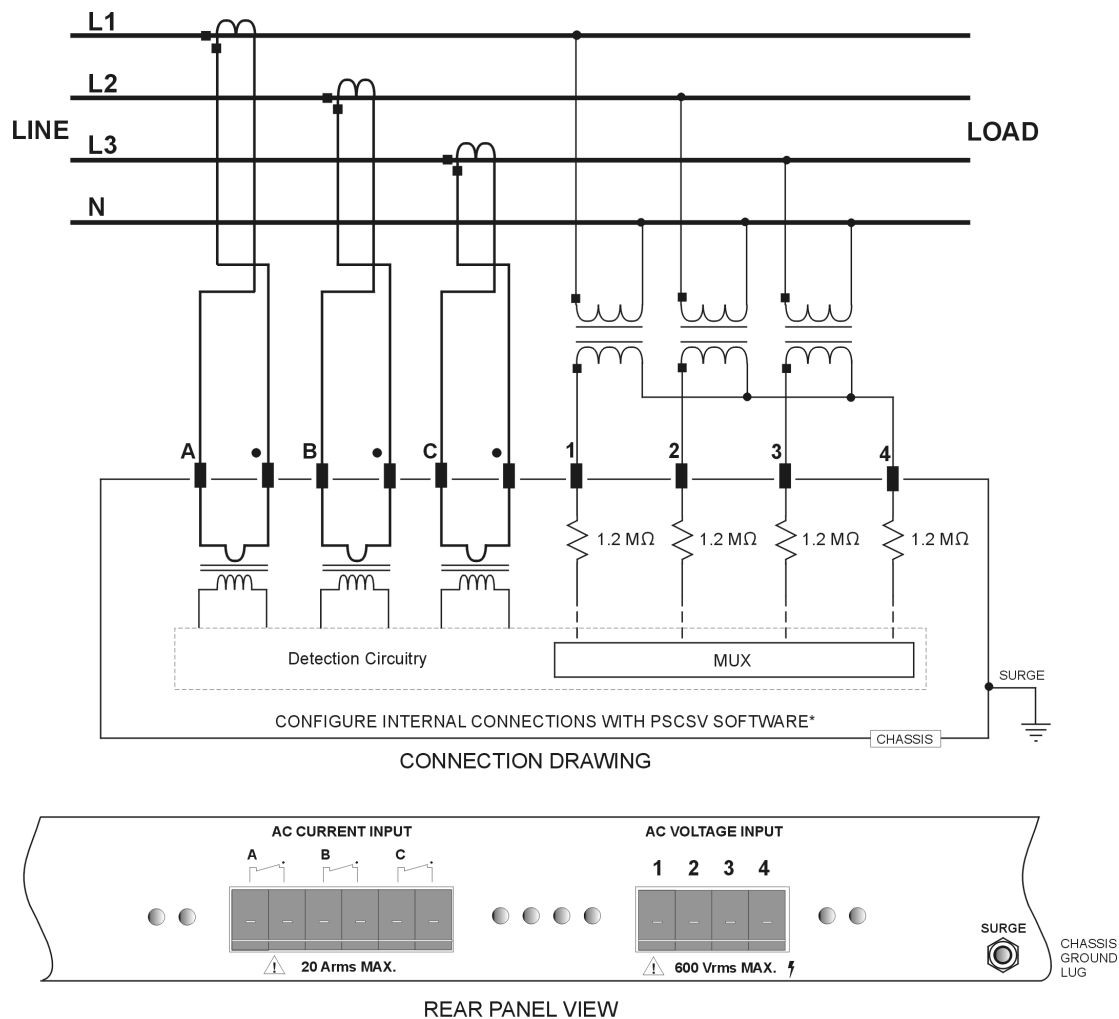 L1
L2
LINE
LOAD
L3
N
A
B
C
1
2
3
4
1.2 MΩ
1.2 MΩ
1.2 MΩ
1.2 MΩ
Detection Circuitry
MUX
SURGE
CONFIGURE INTERNAL CONNECTIONS WITH PSCSV SOFTWARE*
CHASSIS
CONNECTION DRAWING
AC CURRENT INPUT
AC VOLTAGE INPUT
A
B
C
1 2 3 4
20 Arms MAX.
600 Vrms MAX.
SURGE
CHASSIS
GROUND
LUG
REAR PANEL VIEW